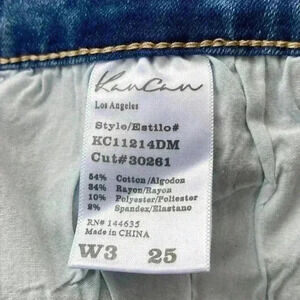 KanCan
Los Angeles
Style/Estilo#
KC11214DM
Cut#30261
54% Cotton/Algodon
34% Rayon/Rayon
10% Polyester/Poliester
2% Spandex/Elastano
RN# 144635
Made in CHINA
W3 25